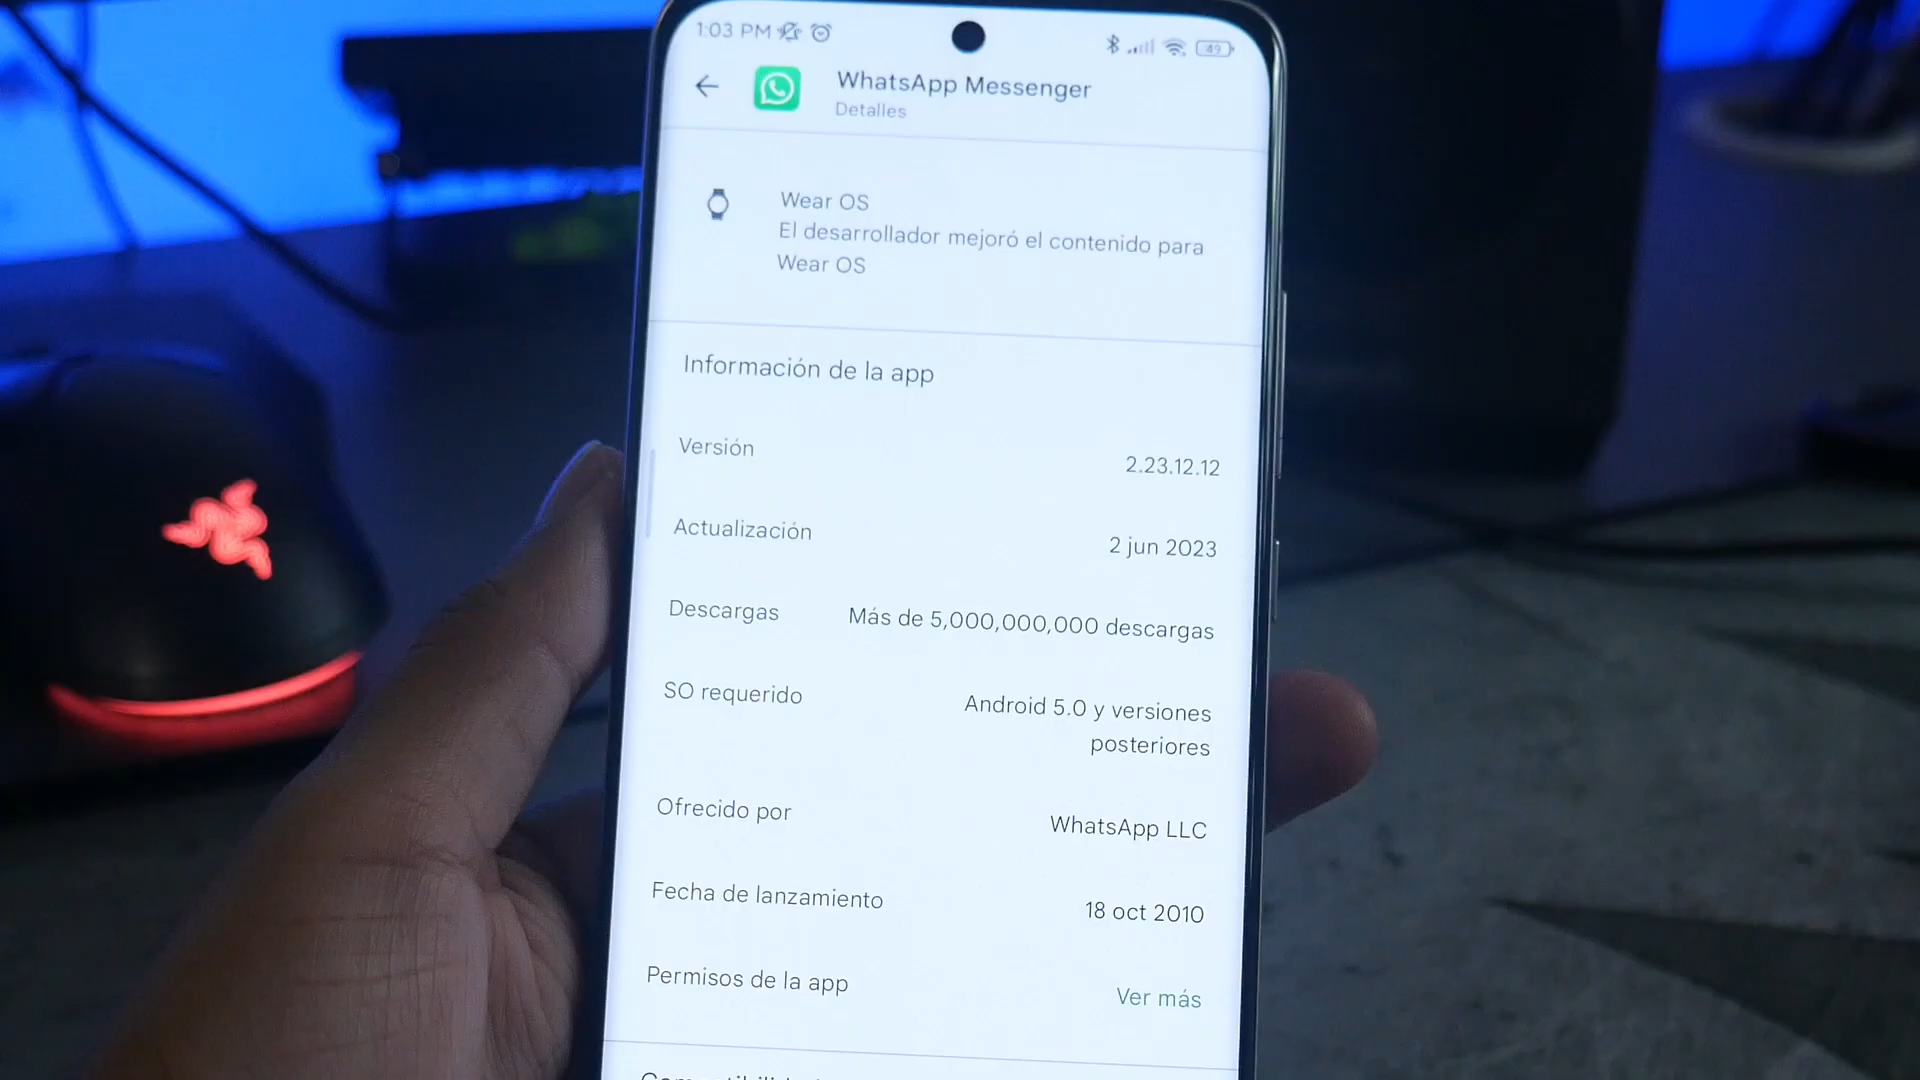 1:03 PM
49
WhatsApp Messenger
Detalles
Wear OS
El desarrollador mejoró el contenido para
Wear OS
Información de la app
Versión
2.23.12.12
Actualización
2 jun 2023
Descargas
Más de 5,000,000,000 descargas
SO requerido
Android 5.0 y versiones
posteriores
Ofrecido por
WhatsApp LLC
Fecha de lanzamiento
18 oct 2010
Permisos de la app
Ver más